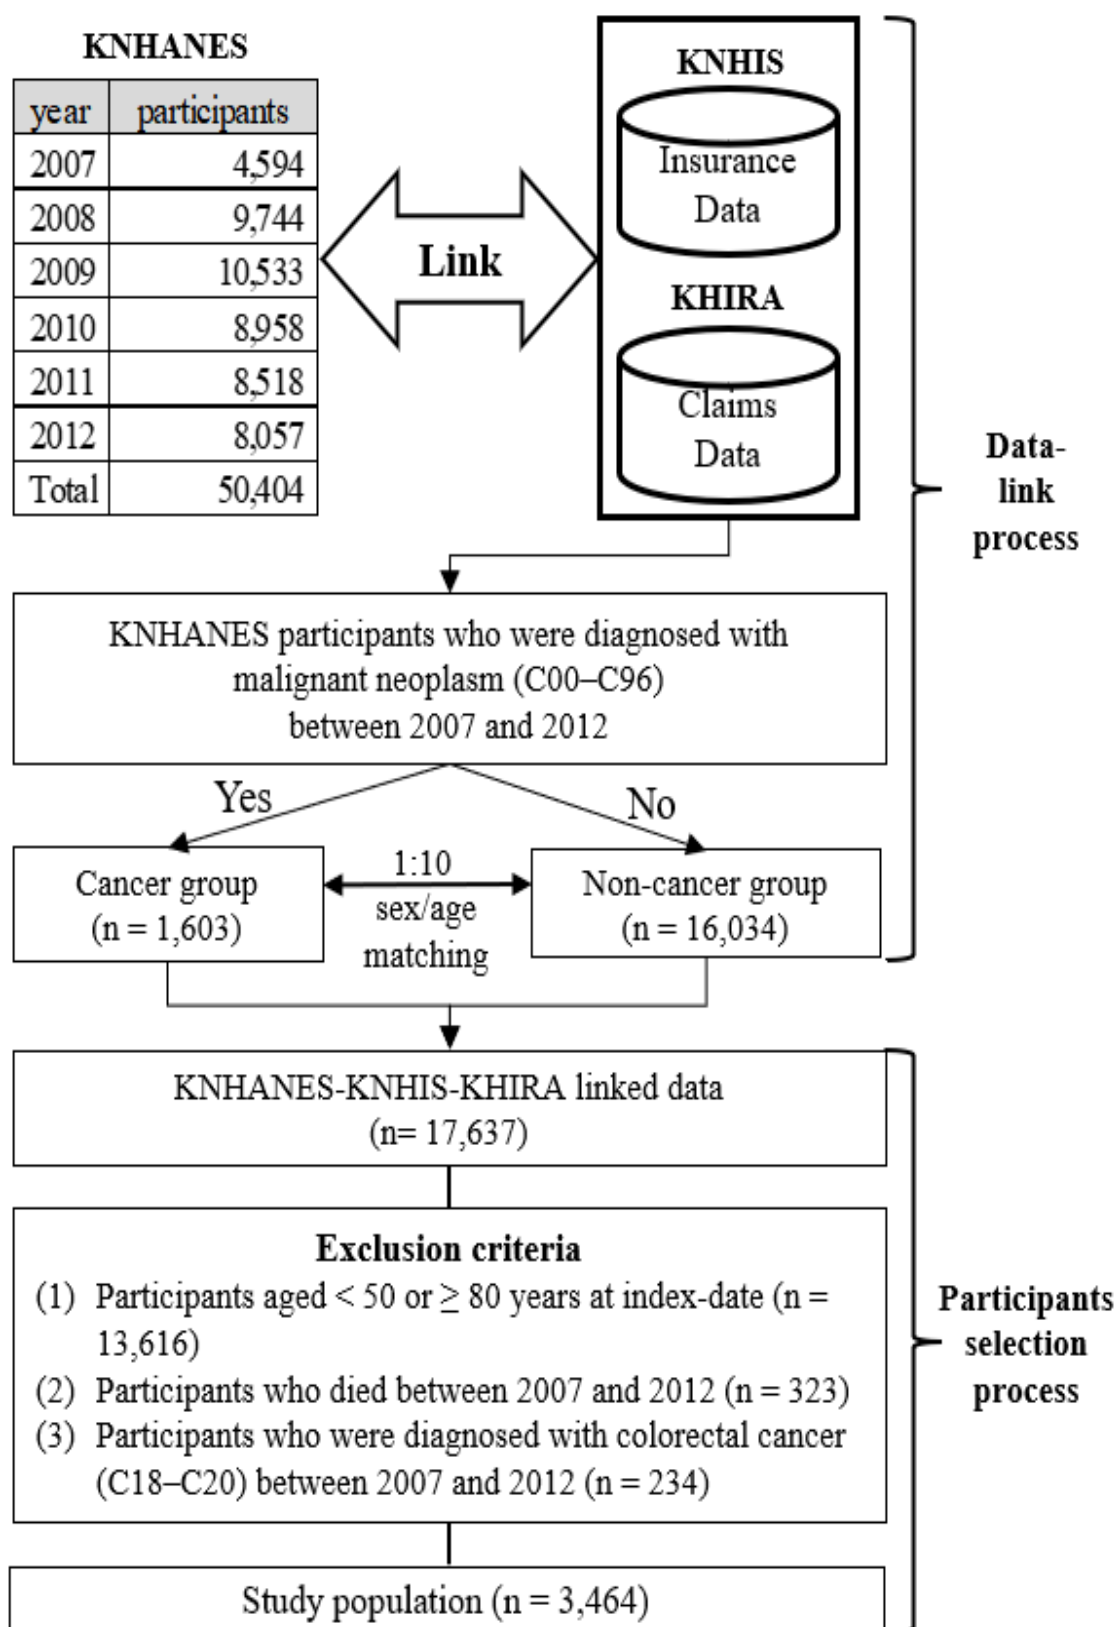 KNHANES
year participants
2007 4,594
2008 9,744
2009 10,533
2010 8,958
2011 8,518
2012 8,057
Total 50,404
Link
KNHIS
Insurance
Data
KHIRA
Claims
Data
Data-
link
process
KNHANES participants who were diagnosed with
malignant neoplasm (C00–C96)
between 2007 and 2012
Yes
No
Cancer group
(n = 1,603)
1:10
sex/age
matching
Non-cancer group
(n = 16,034)
KNHANES-KNHIS-KHIRA linked data
(n= 17,637)
Exclusion criteria
(1) Participants aged < 50 or ≥ 80 years at index-date (n =
13,616)
(2) Participants who died between 2007 and 2012 (n = 323)
(3) Participants who were diagnosed with colorectal cancer
(C18–C20) between 2007 and 2012 (n = 234)
Participants
selection
process
Study population (n = 3,464)